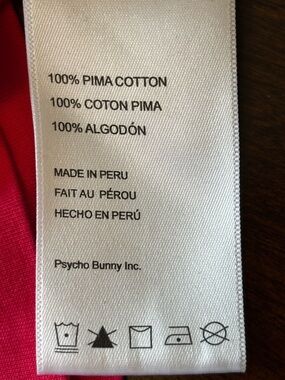 100% PIMA COTTON
100% COTON PIMA
100% ALGODÓN
MADE IN PERU
FAIT AU PÉROU
HECHO EN PERÚ
Psycho Bunny Inc.